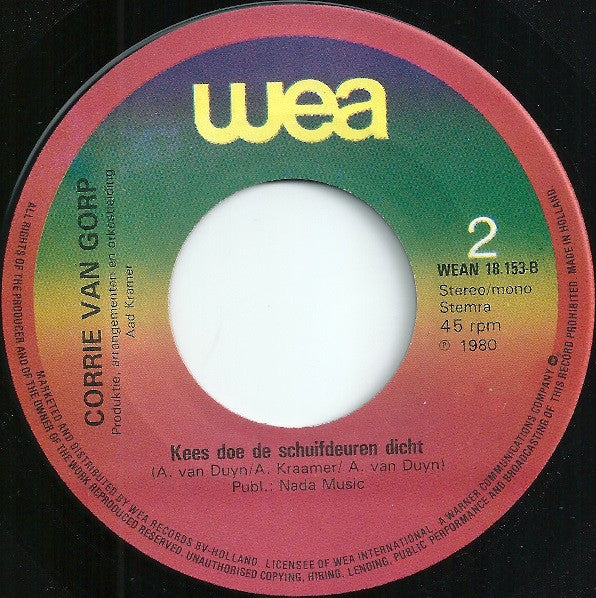 wea
CORRIE VAN GORP
Produktie, arrangementen en orkestleiding
Aad Kramer
2
WEAN 18.153-B
Stereo/mono
Stemra
45 rpm
℗ 1980
Kees doe de schuifdeuren dicht
(A. van Duyn/A. Kraamer/ A. van Duyn)
Publ.: Nada Music
ALL RIGHTS OF THE PRODUCER AND OF THE OWNER OF THE WORK REPRODUCED RESERVED. UNAUTHORISED COPYING, HIRING, LENDING, PUBLIC PERFORMANCE AND BROADCASTING OF THIS RECORD PROHIBITED. MADE IN HOLLAND.
MARKETED AND DISTRIBUTED BY WEA RECORDS BV-HOLLAND. LICENSEE OF WEA INTERNATIONAL. A WARNER COMMUNICATIONS COMPANY